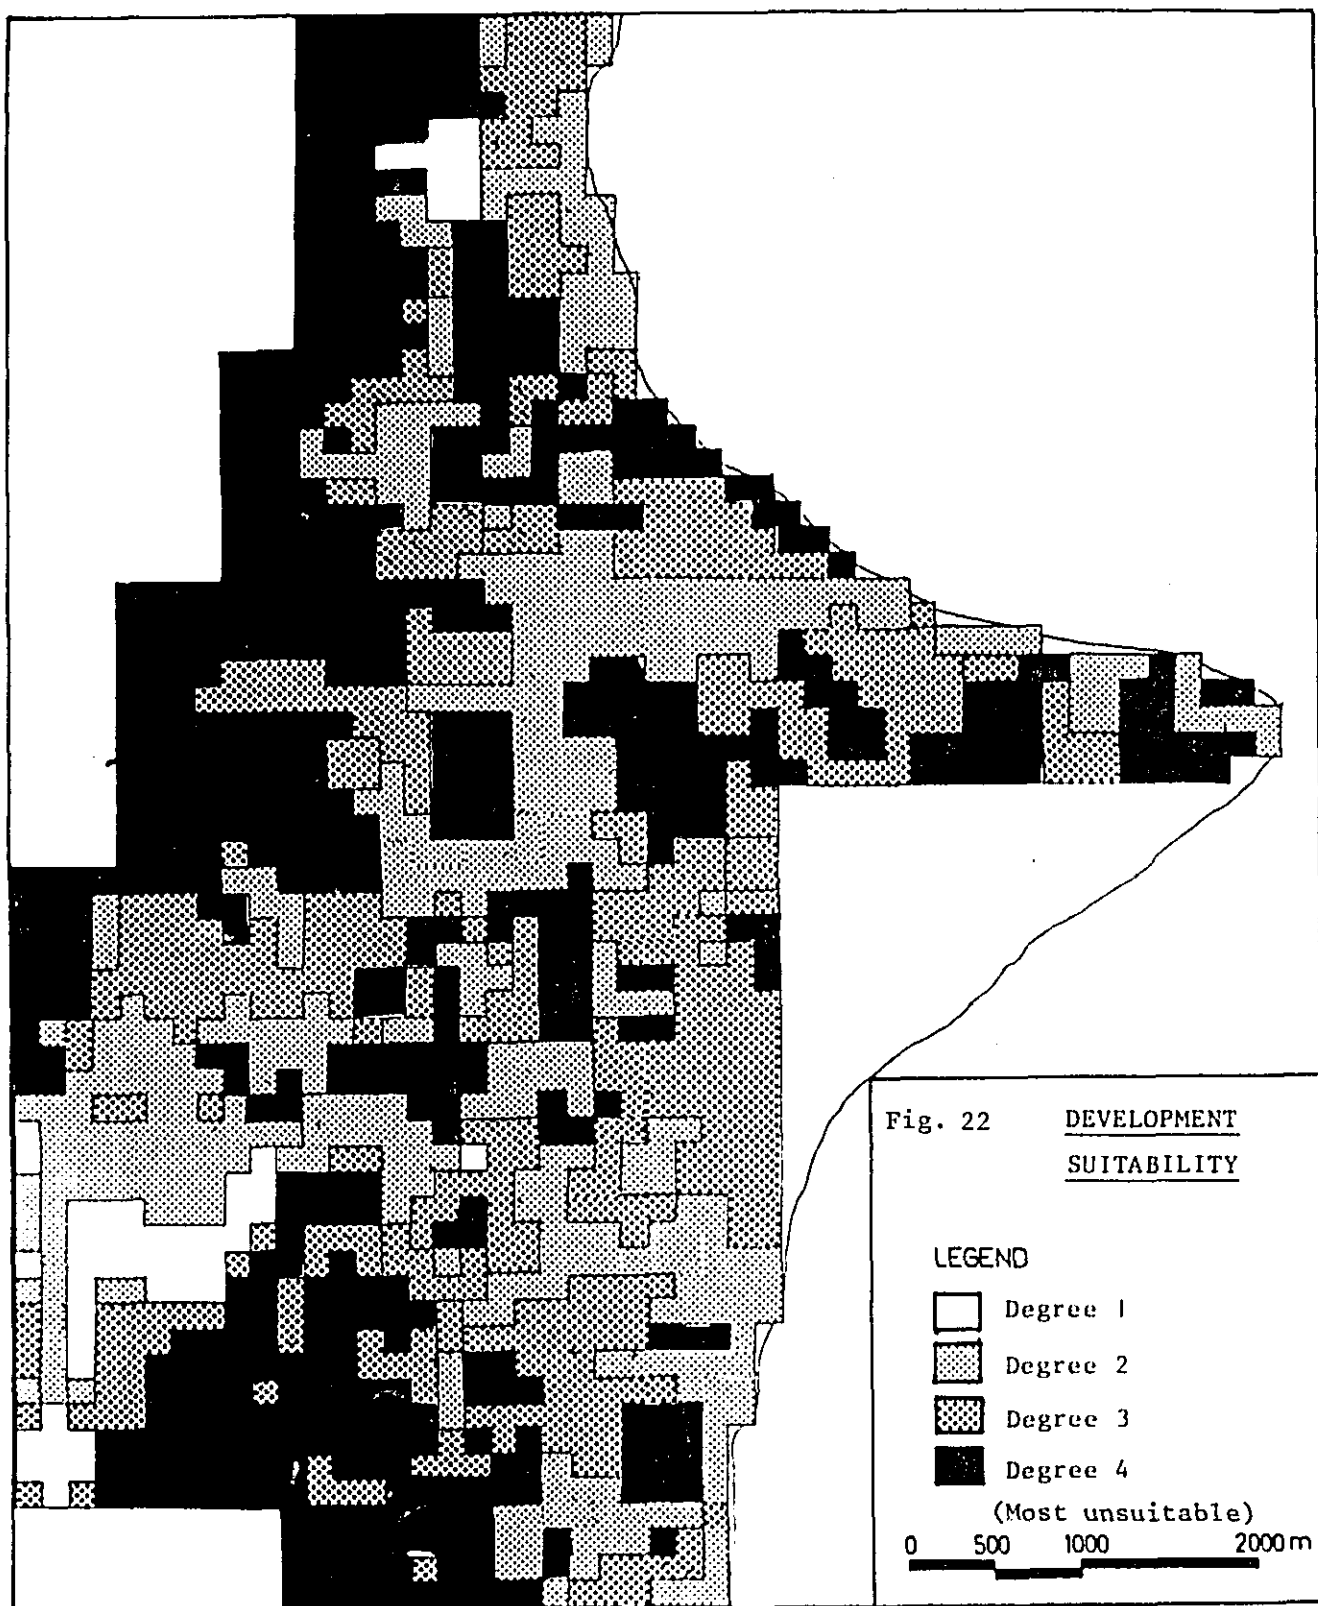 2
Fig. 22 DEVELOPMENT
SUITABILITY
LEGEND
Degree 1
Degree 2
Degree 3
Degree 4
(Most unsuitable)
0 500 1000 2000 m